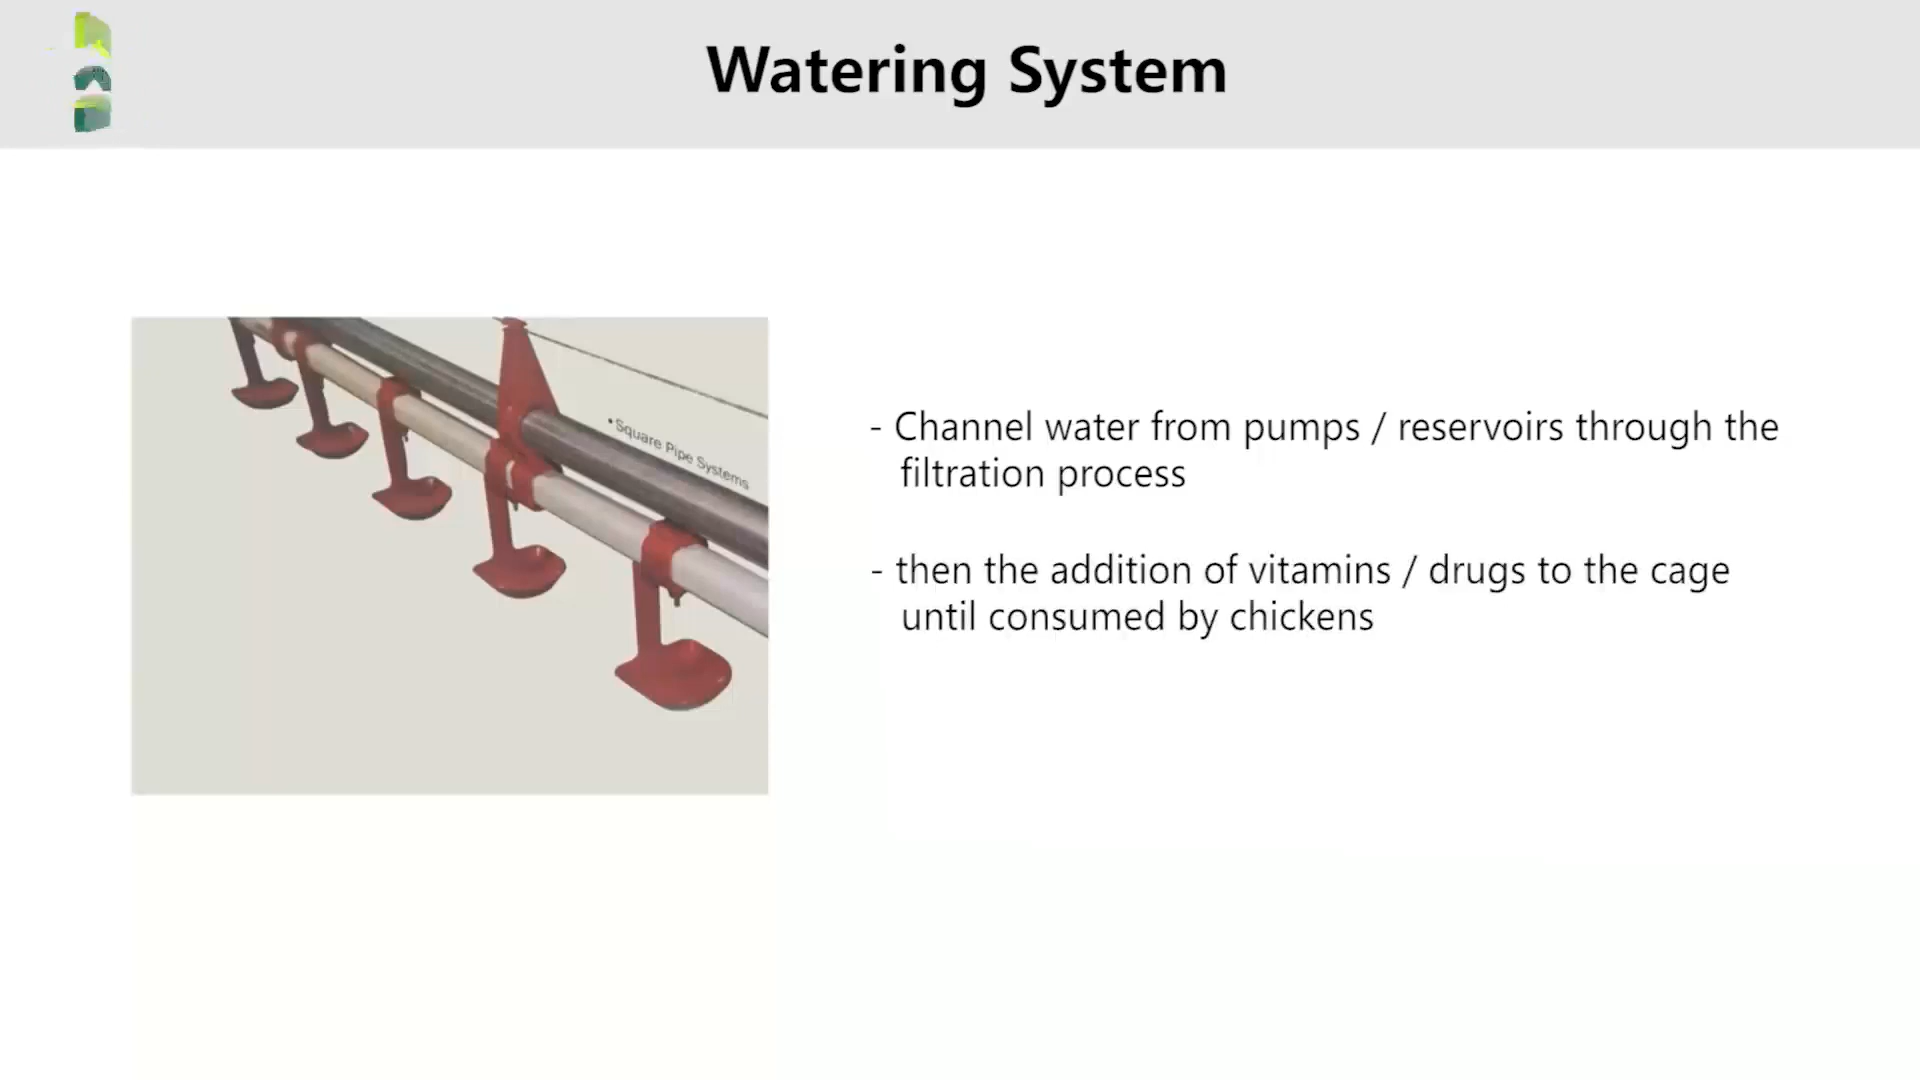 Watering System
•Square Pipe Systems
- Channel water from pumps / reservoirs through the
filtration process
- then the addition of vitamins / drugs to the cage
until consumed by chickens